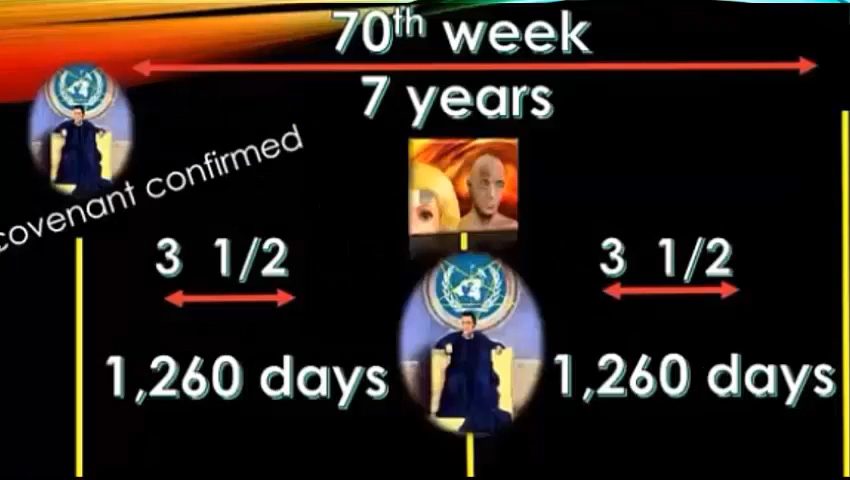 70th week
7 years
covenant confirmed
3 1/2
3 1/2
1,260 days
1,260 days